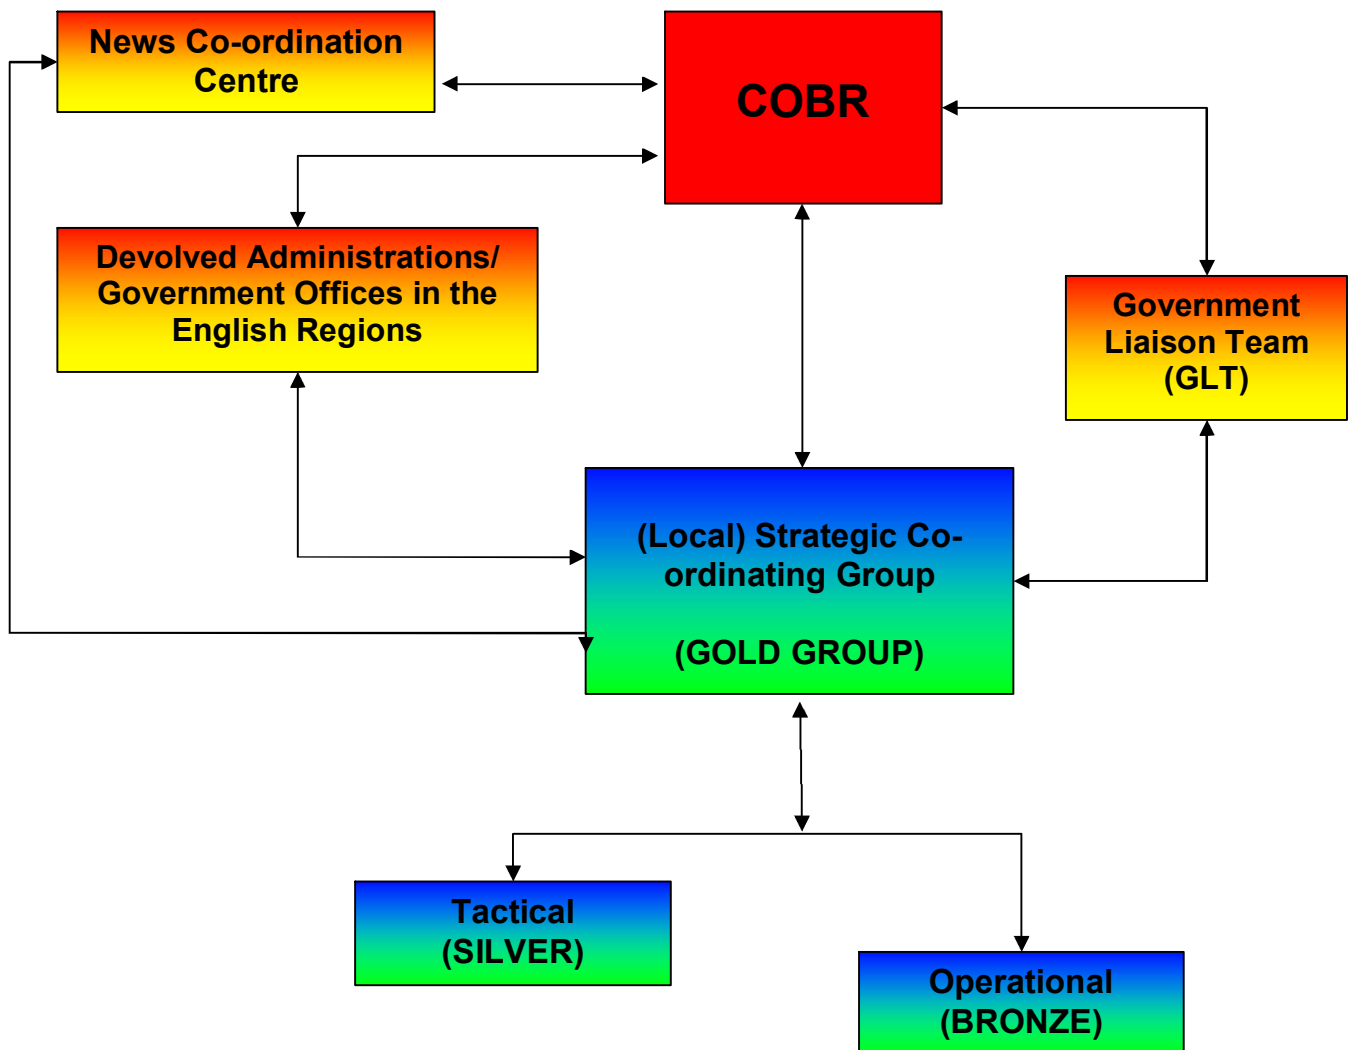 News Co-ordination
Centre
COBR
Devolved Administrations/
Government Offices in the
English Regions
Government
Liaison Team
(GLT)
(Local) Strategic Co-
ordinating Group
(GOLD GROUP)
Tactical
(SILVER)
Operational
(BRONZE)